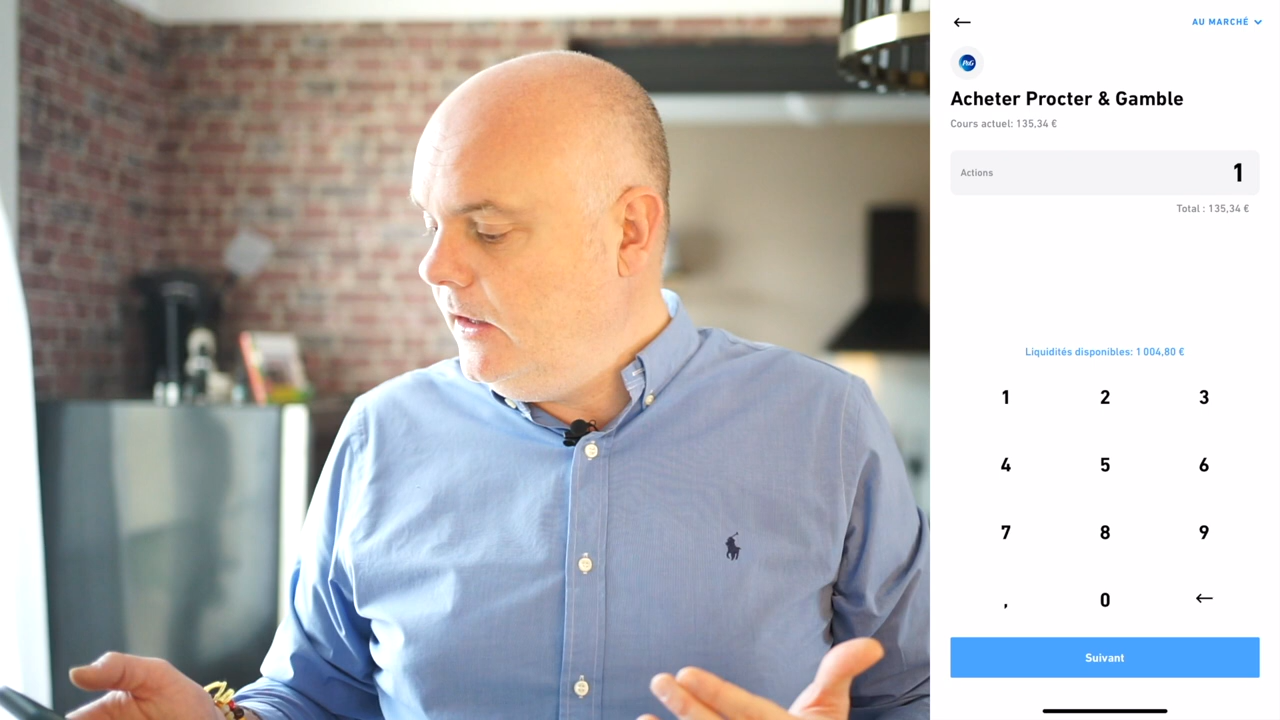 AU MARCHÉ
P&G
Acheter Procter & Gamble
Cours actuel: 135,34 €
Actions 1
Total : 135,34 €
Liquidités disponibles: 1 004,80 €
1 2 3
4 5 6
7 8 9
, 0
Suivant